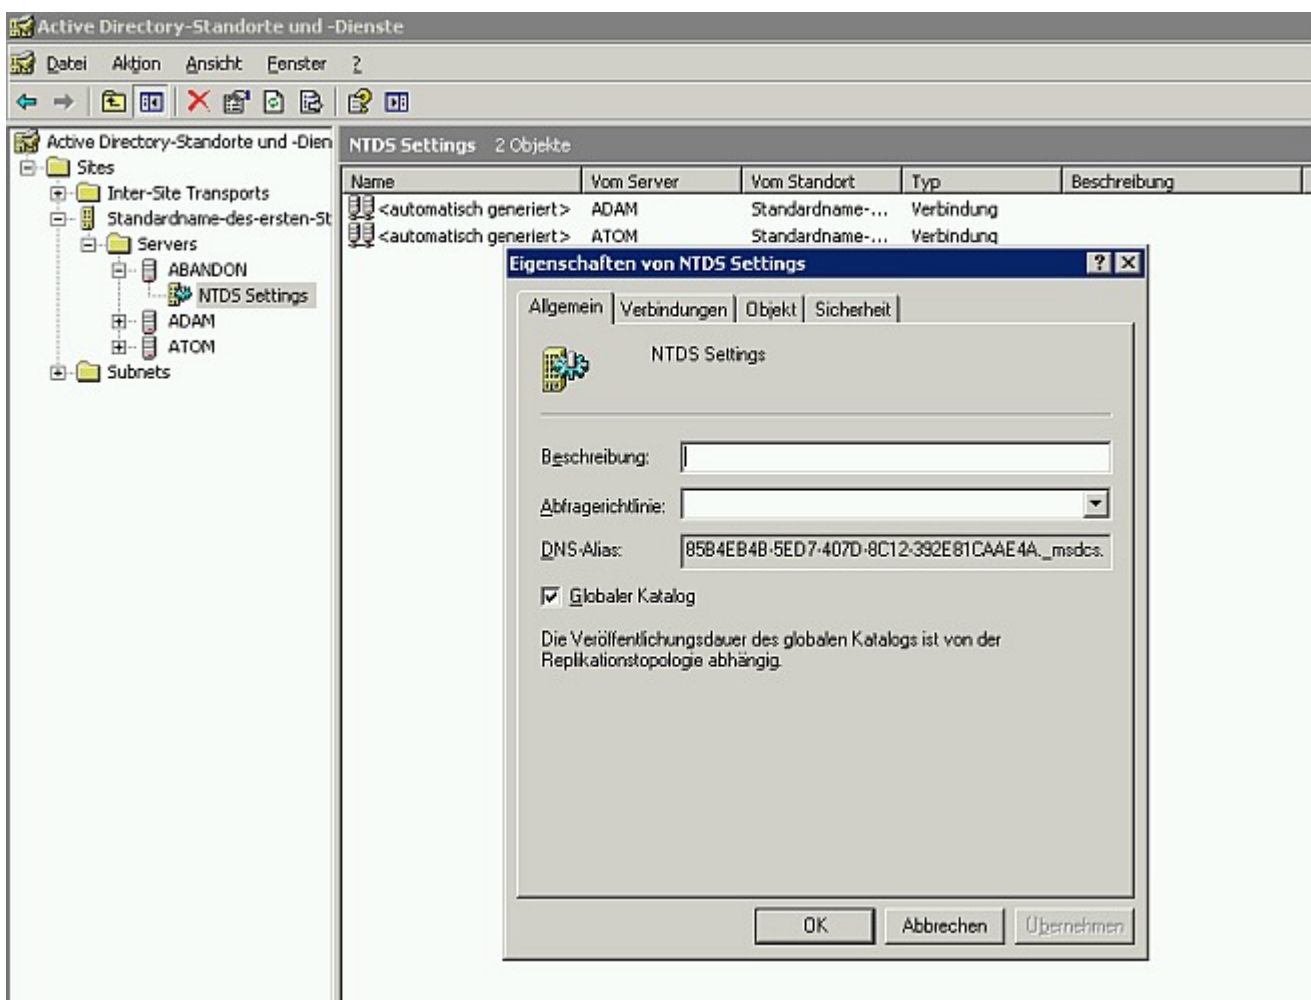 Active Directory-Standorte und -Dienste
Datei Aktion Ansicht Fenster ?
Active Directory-Standorte und -Dien
Sites
Inter-Site Transports
Standardname-des-ersten-St
Servers
ABANDON
NTDS Settings
ADAM
ATOM
Subnets
NTDS Settings 2 Objekte
Name Vom Server Vom Standort Typ Beschreibung
<automatisch generiert> ADAM Standardname-... Verbindung
<automatisch generiert> ATOM Standardname-... Verbindung
Eigenschaften von NTDS Settings
Allgemein Verbindungen Objekt Sicherheit
NTDS Settings
Beschreibung:
Abfragerichtlinie:
DNS-Alias: 85B4EB4B-5ED7-407D-8C12-392E81CAAE4A._msdcs.
Globaler Katalog
Die Veröffentlichungsdauer des globalen Katalogs ist von der
Replikationstopologie abhängig.
OK Abbrechen Übernehmen